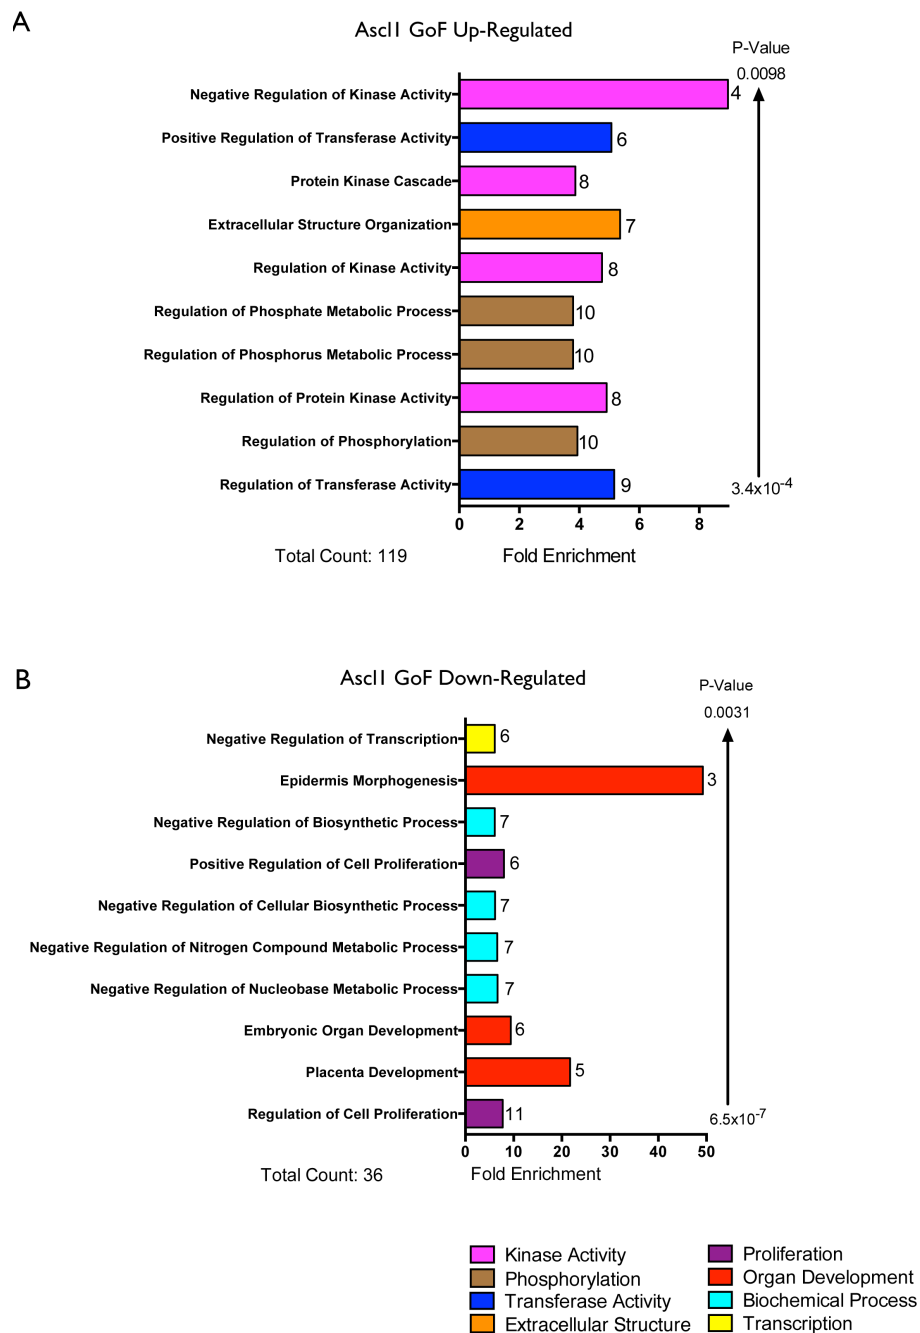 A
Ascl1 GoF Up-Regulated
P-Value
0.0098
Negative Regulation of Kinase Activity 4
Positive Regulation of Transferase Activity 6
Protein Kinase Cascade 8
Extracellular Structure Organization 7
Regulation of Kinase Activity 8
Regulation of Phosphate Metabolic Process 10
Regulation of Phosphorus Metabolic Process 10
Regulation of Protein Kinase Activity 8
Regulation of Phosphorylation 10
Regulation of Transferase Activity 9
3.4x10-4
0 2 4 6 8
Total Count: 119 Fold Enrichment
B
Ascl1 GoF Down-Regulated
P-Value
0.0031
Negative Regulation of Transcription 6
Epidermis Morphogenesis 3
Negative Regulation of Biosynthetic Process 7
Positive Regulation of Cell Proliferation 6
Negative Regulation of Cellular Biosynthetic Process 7
Negative Regulation of Nitrogen Compound Metabolic Process 7
Negative Regulation of Nucleobase Metabolic Process 7
Embryonic Organ Development 6
Placenta Development 5
Regulation of Cell Proliferation 11
6.5x10-7
0 10 20 30 40 50
Total Count: 36 Fold Enrichment
Kinase Activity Proliferation
Phosphorylation Organ Development
Transferase Activity Biochemical Process
Extracellular Structure Transcription